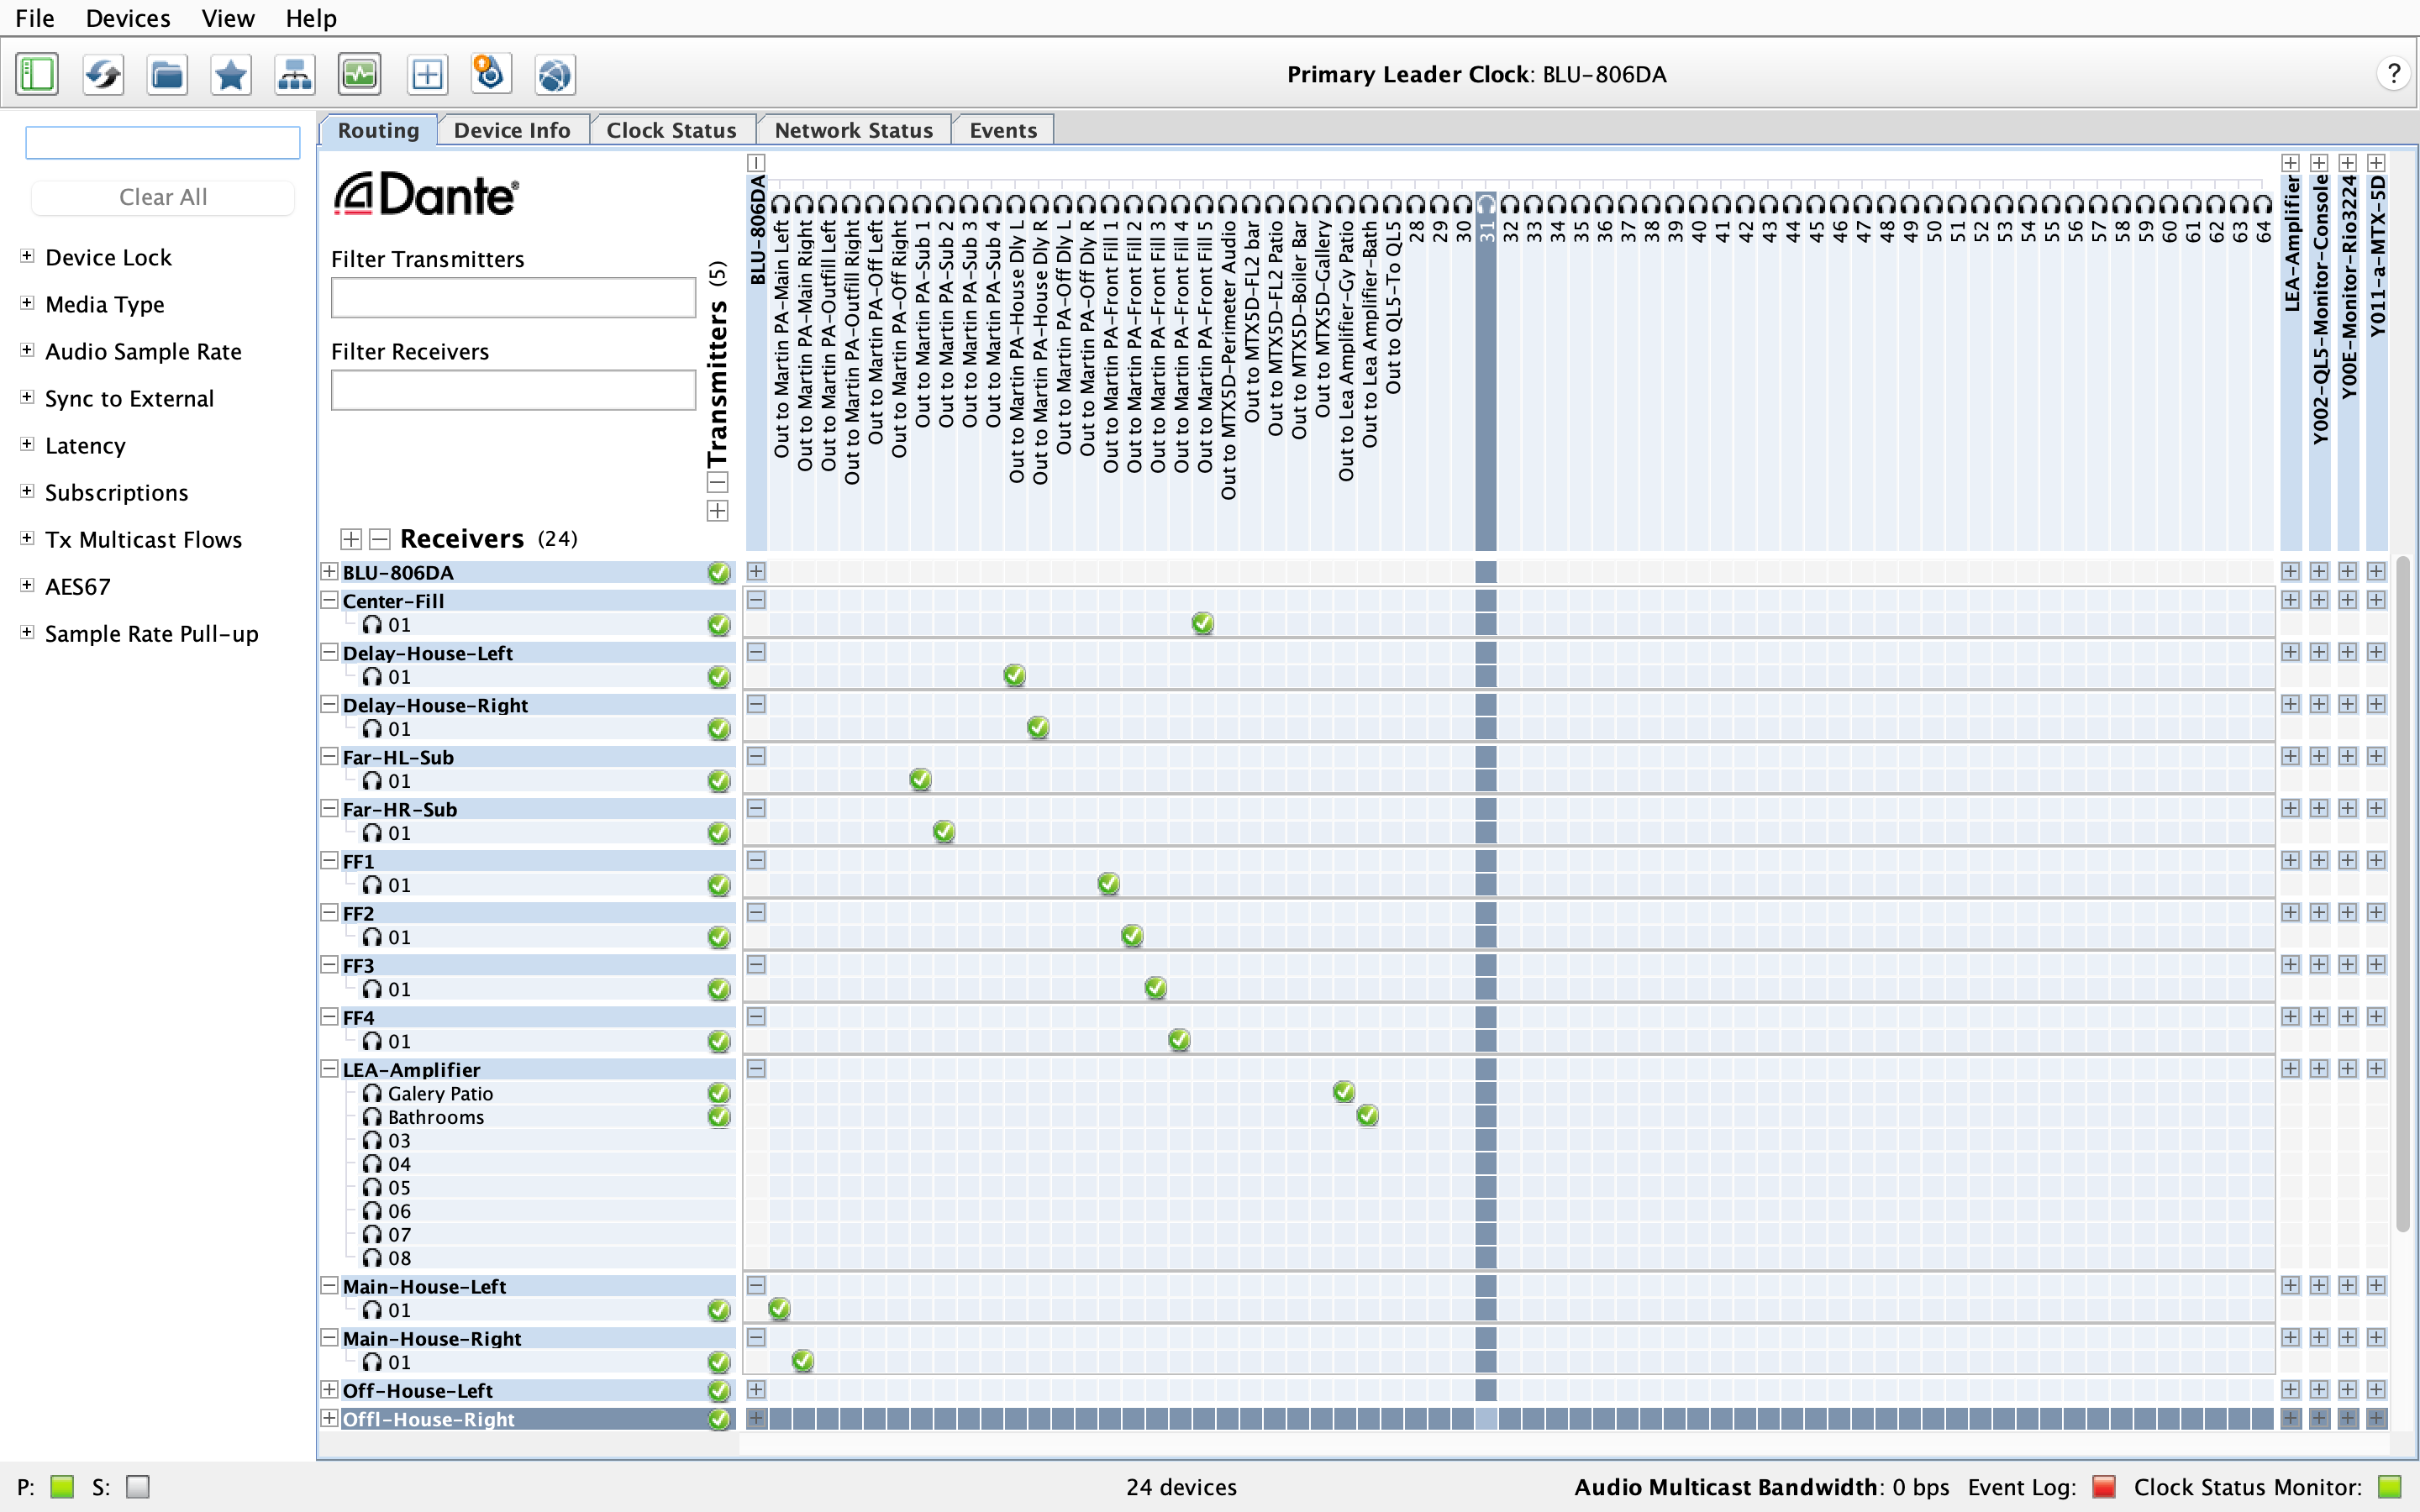 File Devices View Help
Primary Leader Clock: BLU-806DA
?
Clear All
Device Lock
Media Type
Audio Sample Rate
Sync to External
Latency
Subscriptions
Tx Multicast Flows
AES67
Sample Rate Pull-up
Routing Device Info Clock Status Network Status Events
Dante®
Filter Transmitters
Filter Receivers
Transmitters (5)
Receivers (24)
BLU-806DA
Out to Martin PA-Main Left
Out to Martin PA-Main Right
Out to Martin PA-Outfill Left
Out to Martin PA-Outfill Right
Out to Martin PA-Off Left
Out to Martin PA-Off Right
Out to Martin PA-Sub 1
Out to Martin PA-Sub 2
Out to Martin PA-Sub 3
Out to Martin PA-Sub 4
Out to Martin PA-House Dly L
Out to Martin PA-House Dly R
Out to Martin PA-Off Dly L
Out to Martin PA-Off Dly R
Out to Martin PA-Front Fill 1
Out to Martin PA-Front Fill 2
Out to Martin PA-Front Fill 3
Out to Martin PA-Front Fill 4
Out to Martin PA-Front Fill 5
Out to MTX5D-Perimeter Audio
Out to MTX5D-FL2 bar
Out to MTX5D-FL2 Patio
Out to MTX5D-Boiler Bar
Out to MTX5D-Gallery
Out to Lea Amplifier-Gy Patio
Out to Lea Amplifier-Bath
Out to QL5-To QL5
28
29
30
31
32
33
34
35
36
37
38
39
40
41
42
43
44
45
46
47
48
49
50
51
52
53
54
55
56
57
58
59
60
61
62
63
64
LEA-Amplifier
Y002-QL5-Monitor-Console
Y00E-Monitor-Rio3224
Y011-a-MTX-5D
BLU-806DA
Center-Fill
01
Delay-House-Left
01
Delay-House-Right
01
Far-HL-Sub
01
Far-HR-Sub
01
FF1
01
FF2
01
FF3
01
FF4
01
LEA-Amplifier
Galery Patio
Bathrooms
03
04
05
06
07
08
Main-House-Left
01
Main-House-Right
01
Off-House-Left
Offl-House-Right
P: S: 24 devices Audio Multicast Bandwidth: 0 bps Event Log: Clock Status Monitor: